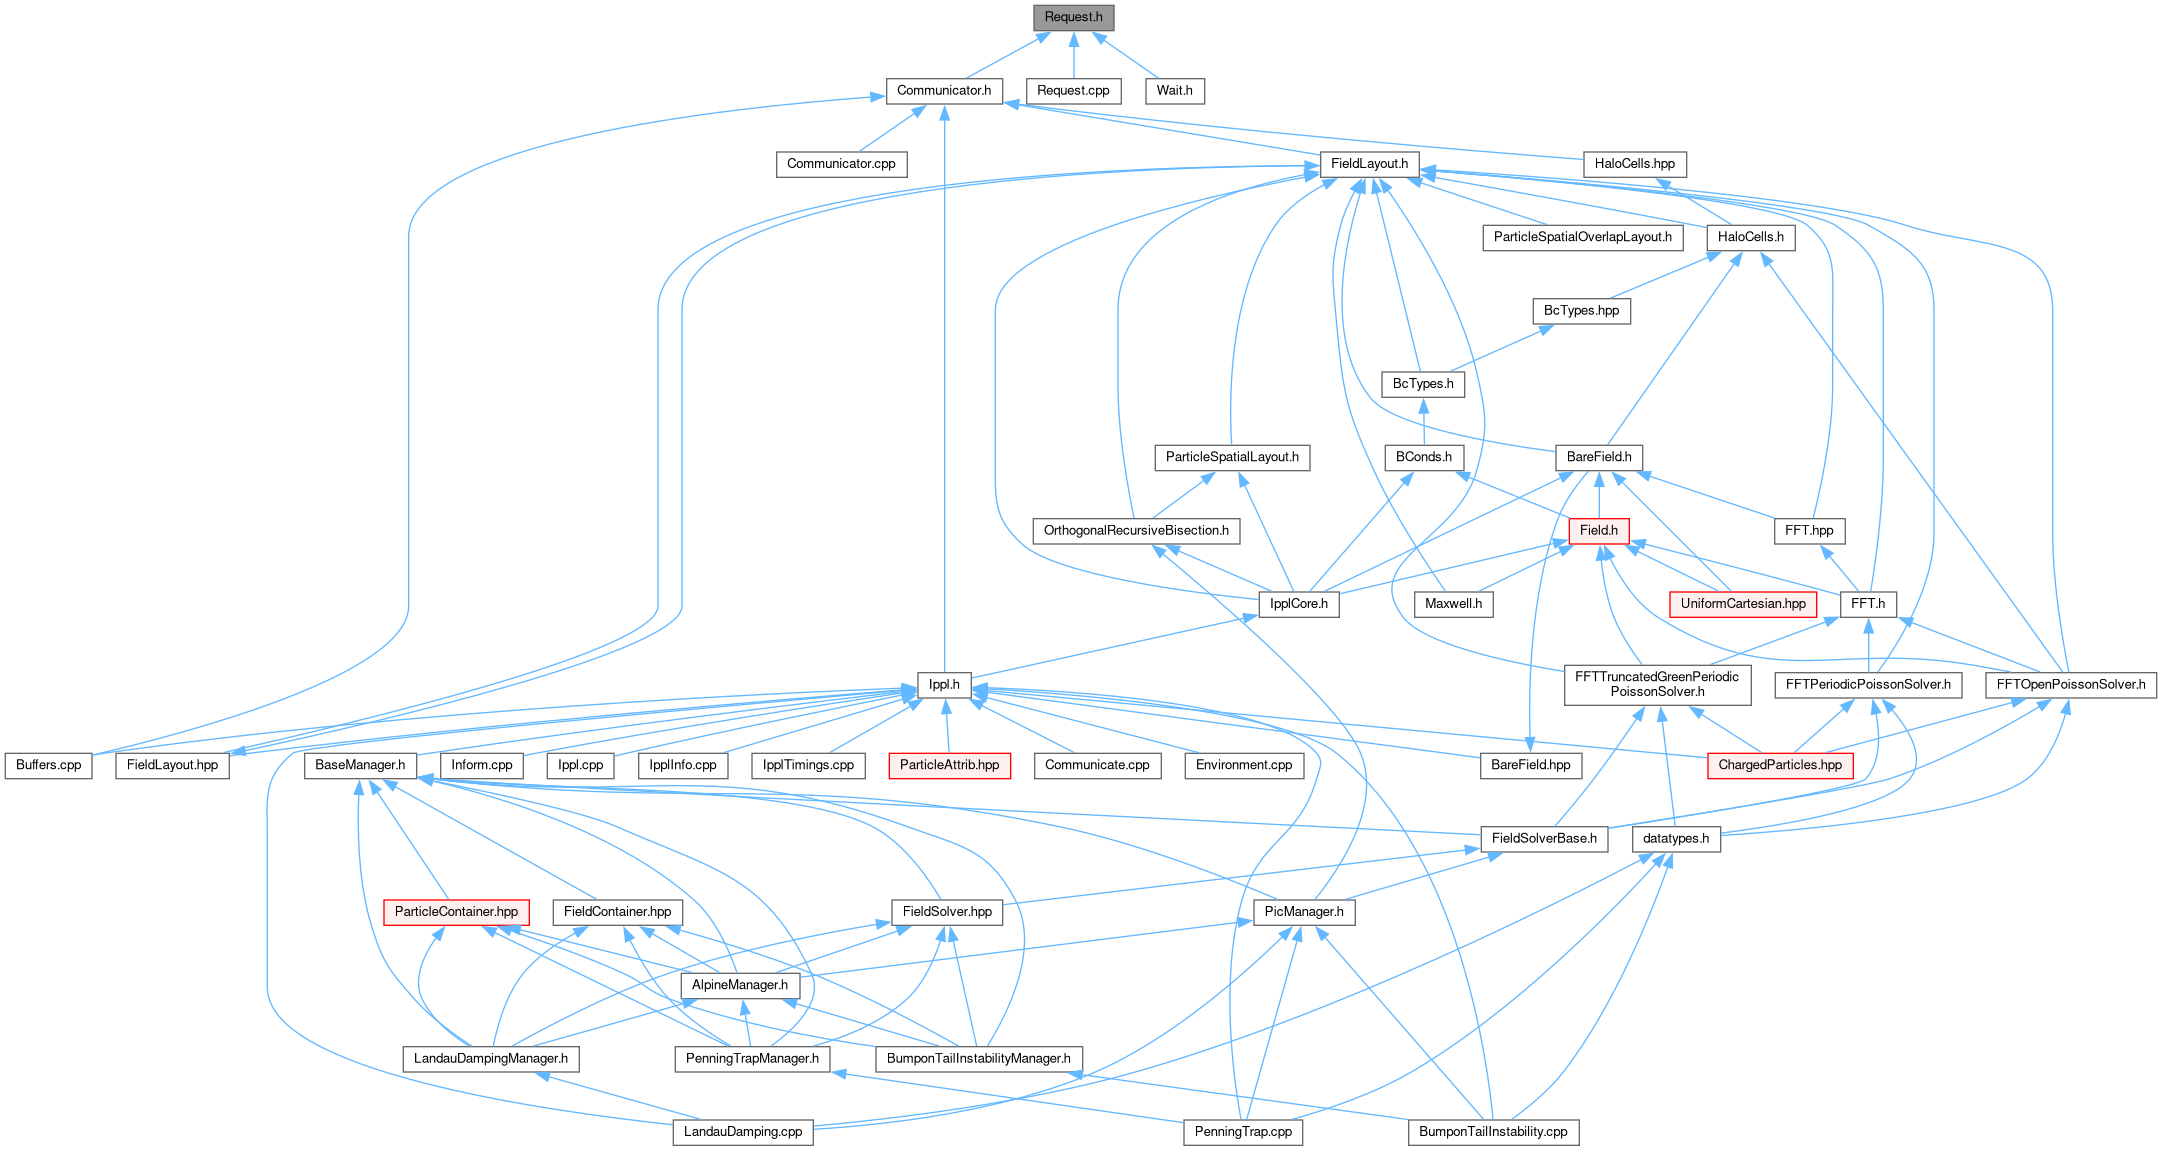 Request.h
Communicator.h
Request.cpp
Wait.h
Communicator.cpp
FieldLayout.h
HaloCells.hpp
ParticleSpatialOverlapLayout.h
HaloCells.h
BcTypes.hpp
BcTypes.h
ParticleSpatialLayout.h
BConds.h
BareField.h
OrthogonalRecursiveBisection.h
Field.h
FFT.hpp
IpplCore.h
Maxwell.h
UniformCartesian.hpp
FFT.h
Ippl.h
FFTTruncatedGreenPeriodic
PoissonSolver.h
FFTPeriodicPoissonSolver.h
FFTOpenPoissonSolver.h
Buffers.cpp
FieldLayout.hpp
BaseManager.h
Inform.cpp
Ippl.cpp
IpplInfo.cpp
IpplTimings.cpp
ParticleAttrib.hpp
Communicate.cpp
Environment.cpp
BareField.hpp
ChargedParticles.hpp
FieldSolverBase.h
datatypes.h
ParticleContainer.hpp
FieldContainer.hpp
FieldSolver.hpp
PicManager.h
AlpineManager.h
LandauDampingManager.h
PenningTrapManager.h
BumponTailInstabilityManager.h
LandauDamping.cpp
PenningTrap.cpp
BumponTailInstability.cpp